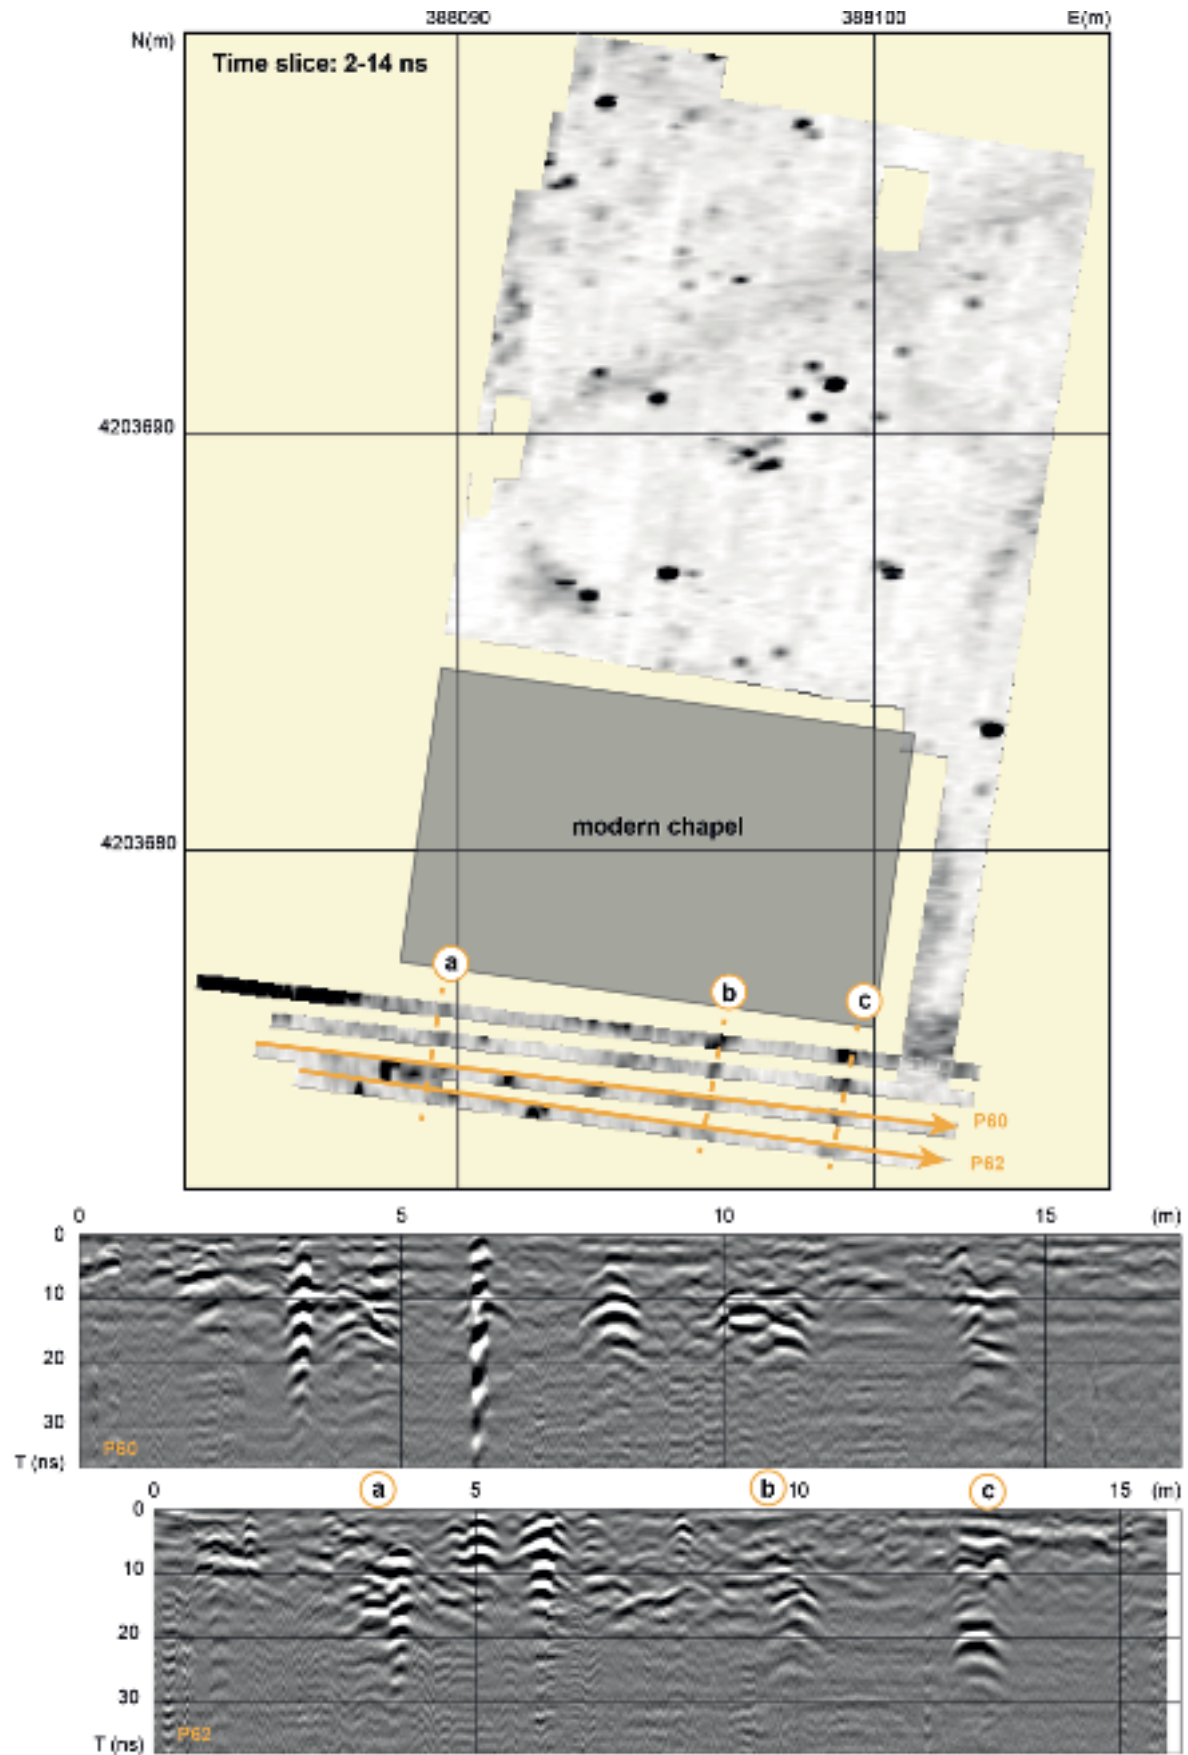 388090 388100 E(m)
N(m)
Time slice: 2-14 ns
4203690
modern chapel
4203680
a
b
c
P60
P62
0 5 10 15 (m)
0
10
20
30
T (ns)
P60
0 a 5 b 10 c 15 (m)
0
10
20
30
T (ns)
P62